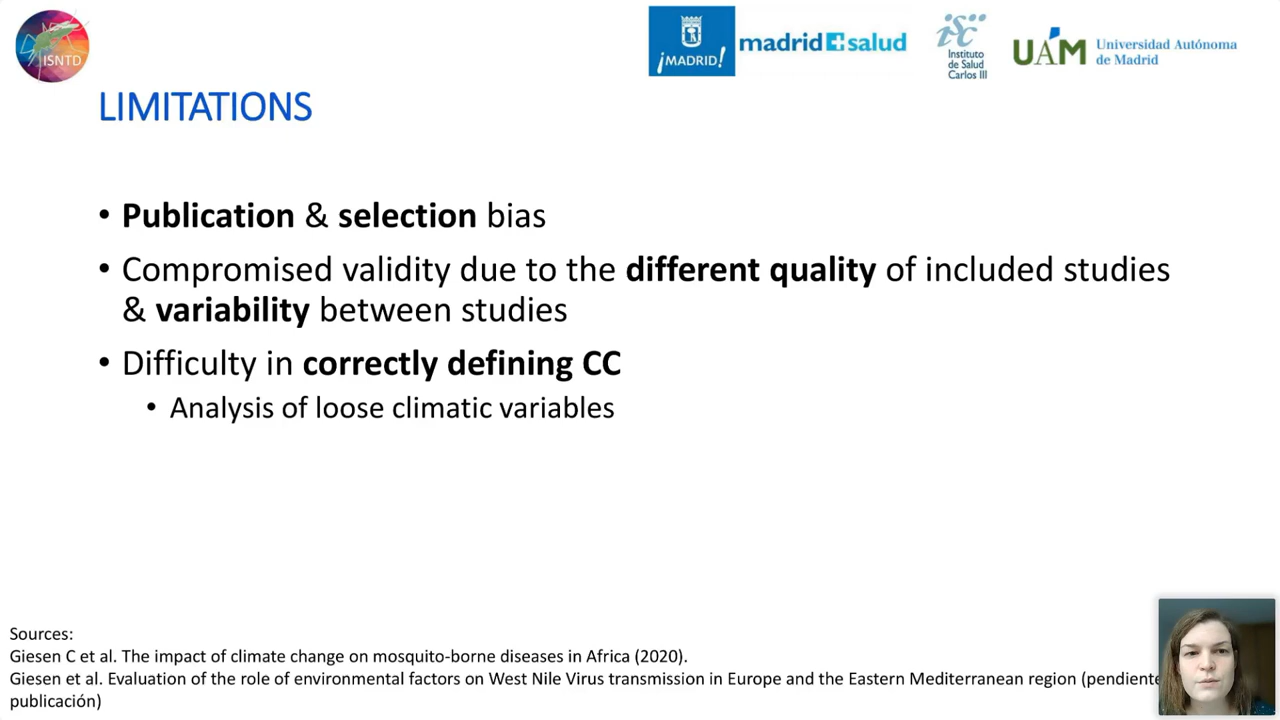 ISNTD
¡MADRID!
madrid+salud
isc
Instituto
de Salud
Carlos III
UAM
Universidad Autónoma
de Madrid
LIMITATIONS
• Publication & selection bias
• Compromised validity due to the different quality of included studies
& variability between studies
• Difficulty in correctly defining CC
• Analysis of loose climatic variables
Sources:
Giesen C et al. The impact of climate change on mosquito-borne diseases in Africa (2020).
Giesen et al. Evaluation of the role of environmental factors on West Nile Virus transmission in Europe and the Eastern Mediterranean region (pendiente
publicación)